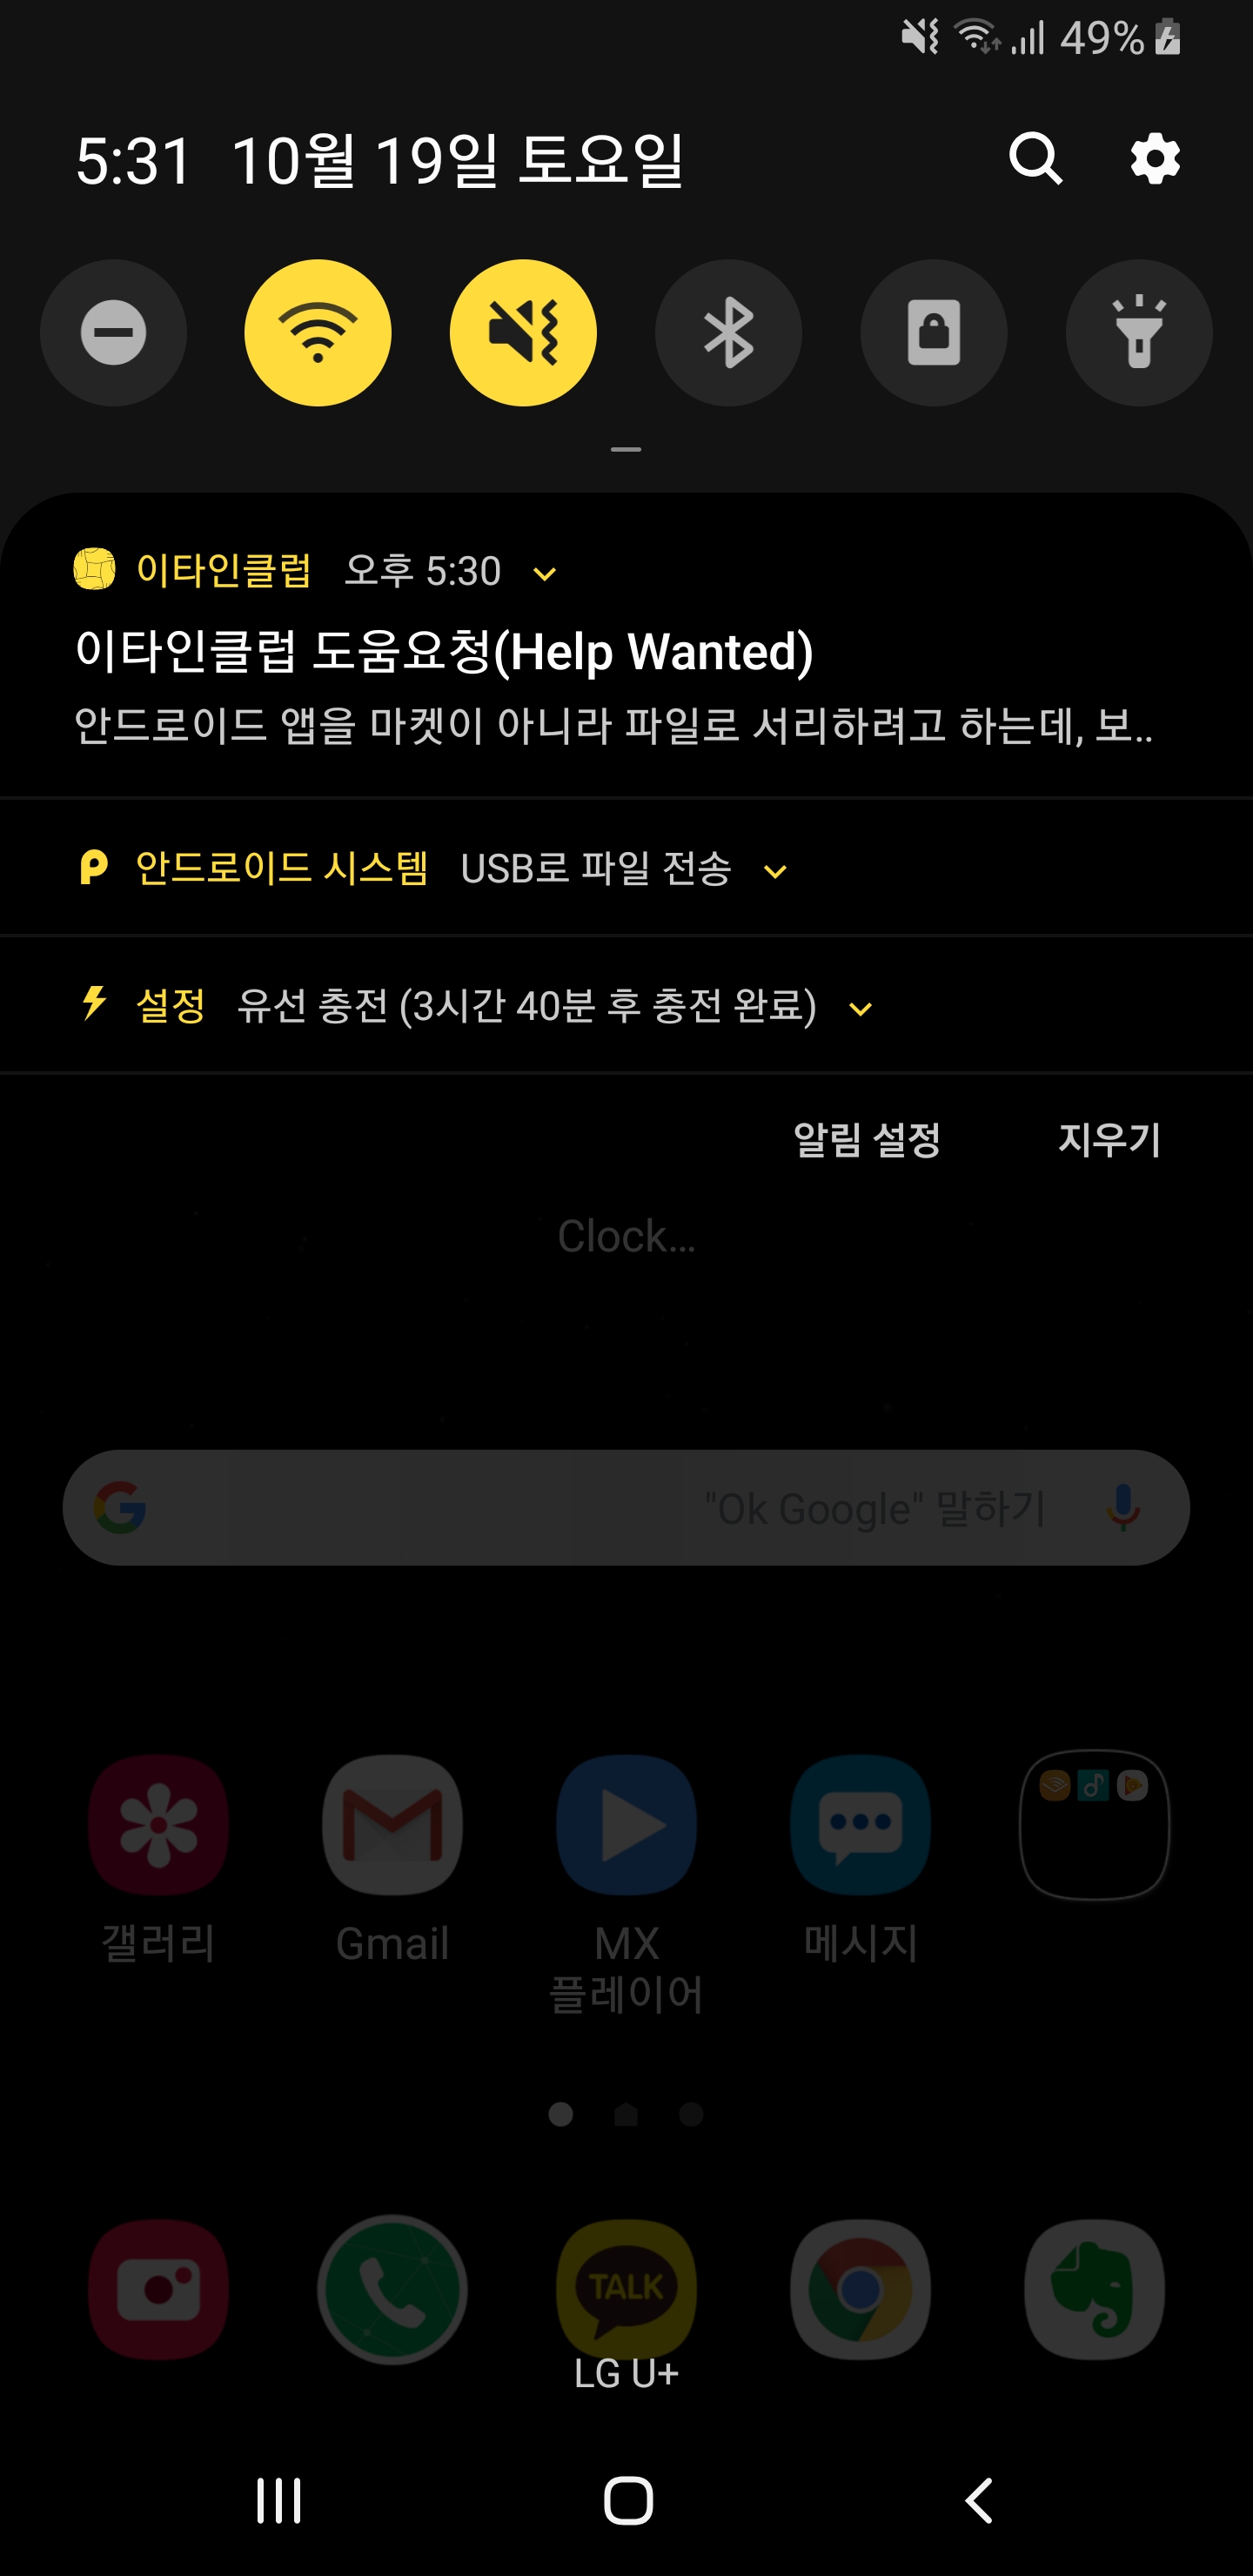 49%
5:31 10월 19일 토요일
이타인클럽 오후 5:30
이타인클럽 도움요청(Help Wanted)
안드로이드 앱을 마켓이 아니라 파일로 서리하려고 하는데, 보..
안드로이드 시스템 USB로 파일 전송
설정 유선 충전 (3시간 40분 후 충전 완료)
알림 설정 지우기
Clock...
"Ok Google" 말하기
갤러리 Gmail MX 플레이어 메시지
TALK
LG U+